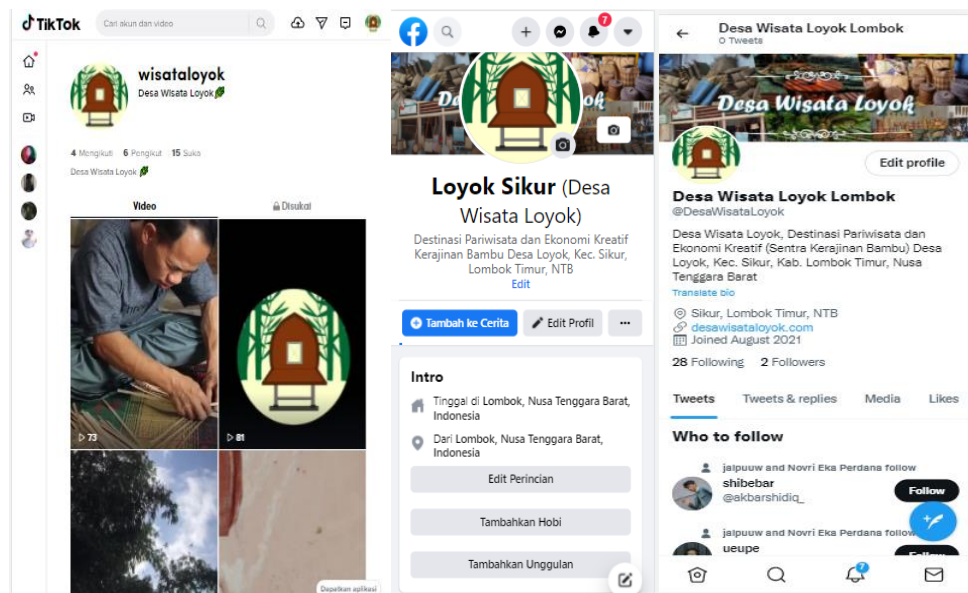 TikTok
Cari akun dan video
wisataloyok
Desa Wisata Loyok
4 Mengikuti 6 Pengikut 15 Suka
Desa Wisata Loyok
Video
Disukai
73
81
Dapatkan aplikasi
7
Loyok Sikur (Desa
Wisata Loyok)
Destinasi Pariwisata dan Ekonomi Kreatif
Kerajinan Bambu Desa Loyok, Kec. Sikur,
Lombok Timur, NTB
Edit
Tambah ke Cerita
Edit Profil
Intro
Tinggal di Lombok, Nusa Tenggara Barat,
Indonesia
Dari Lombok, Nusa Tenggara Barat,
Indonesia
Edit Perincian
Tambahkan Hobi
Tambahkan Unggulan
Desa Wisata Loyok Lombok
0 Tweets
Desa Wisata Loyok
Edit profile
Desa Wisata Loyok Lombok
@DesaWisataLoyok
Desa Wisata Loyok, Destinasi Pariwisata dan
Ekonomi Kreatif (Sentra Kerajinan Bambu) Desa
Loyok, Kec. Sikur, Kab. Lombok Timur, Nusa
Tenggara Barat
Translate bio
Sikur, Lombok Timur, NTB
desawisataloyok.com
Joined August 2021
28 Following 2 Followers
Tweets Tweets & replies Media Likes
Who to follow
jalpuuw and Novri Eka Perdana follow
shibebar
@akbarshidiq_
Follow
jalpuuw and Novri Eka Perdana follow
ueupe
Follow
7